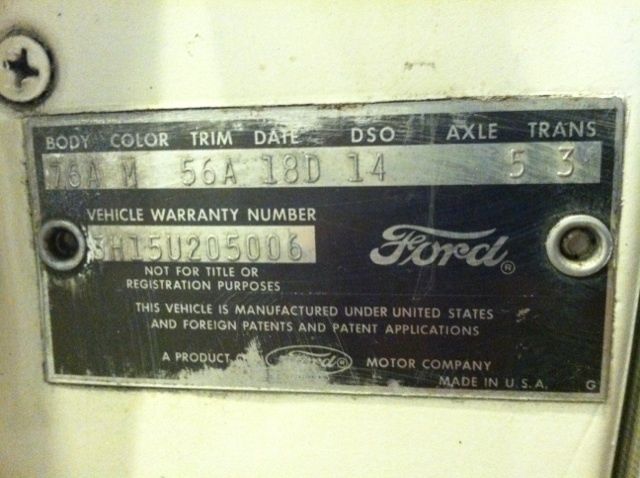 BODY COLOR TRIM DATE DSO AXLE TRANS
76A M 56A 18D 14 5 3
VEHICLE WARRANTY NUMBER
3H15U205006
Ford®
NOT FOR TITLE OR
REGISTRATION PURPOSES
THIS VEHICLE IS MANUFACTURED UNDER UNITED STATES
AND FOREIGN PATENTS AND PATENT APPLICATIONS
A PRODUCT OF Ford® MOTOR COMPANY
MADE IN U.S.A. G